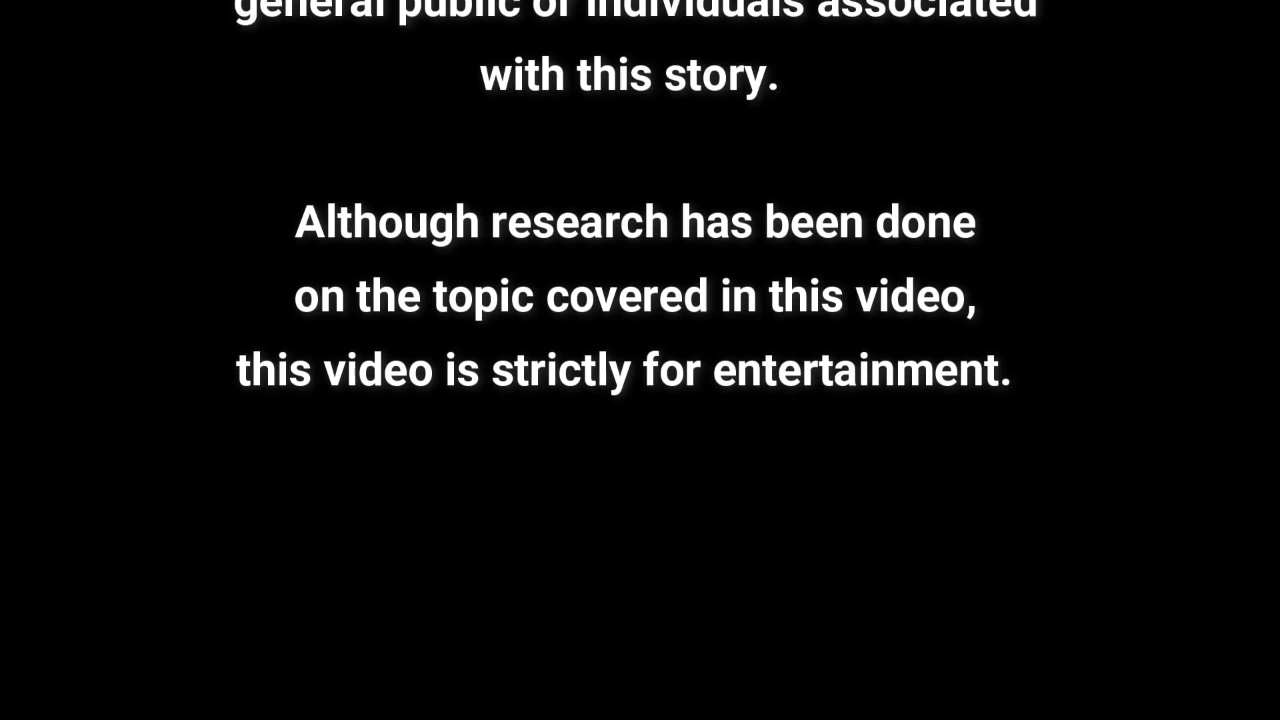 general public or individuals associated
with this story.
Although research has been done
on the topic covered in this video,
this video is strictly for entertainment.